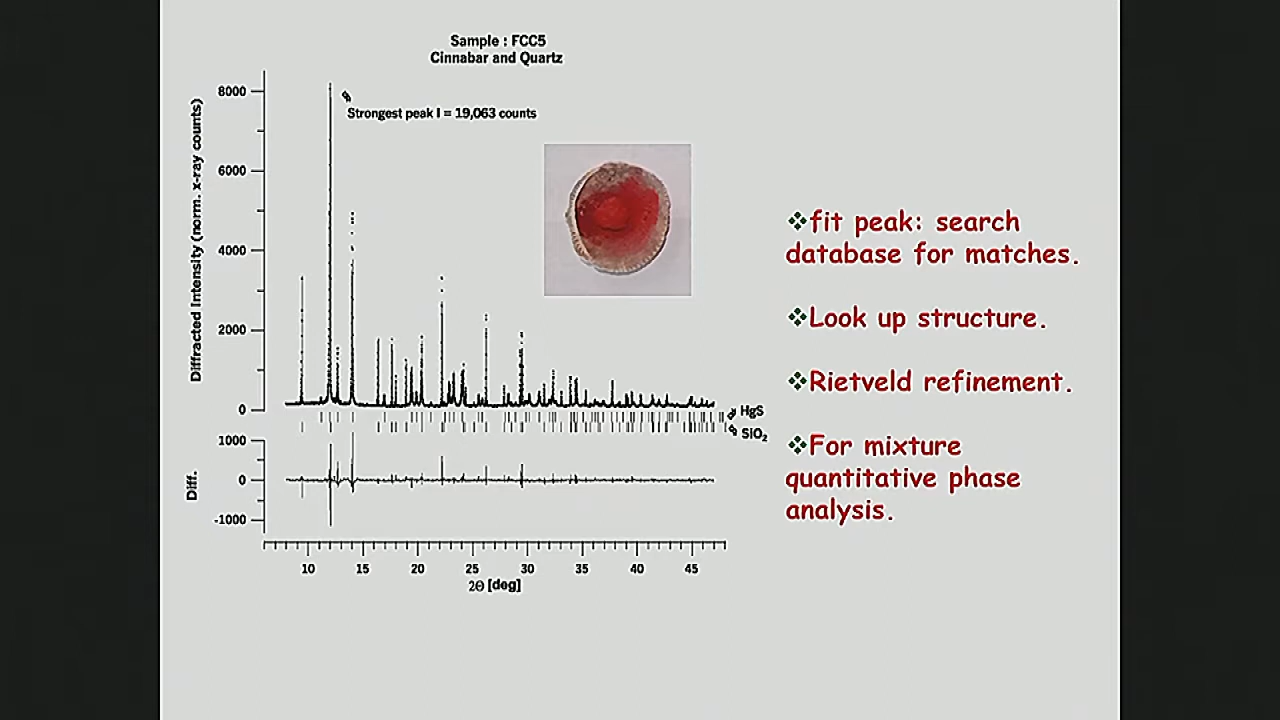 Sample : FCC5
Cinnabar and Quartz
Strongest peak I = 19,063 counts
Diffracted Intensity (norm. x-ray counts)
8000
6000
4000
2000
0
HgS
SiO₂
Diff.
1000
0
-1000
10 15 20 25 30 35 40 45
2Θ [deg]
❖fit peak: search
database for matches.
❖Look up structure.
❖Rietveld refinement.
❖For mixture
quantitative phase
analysis.